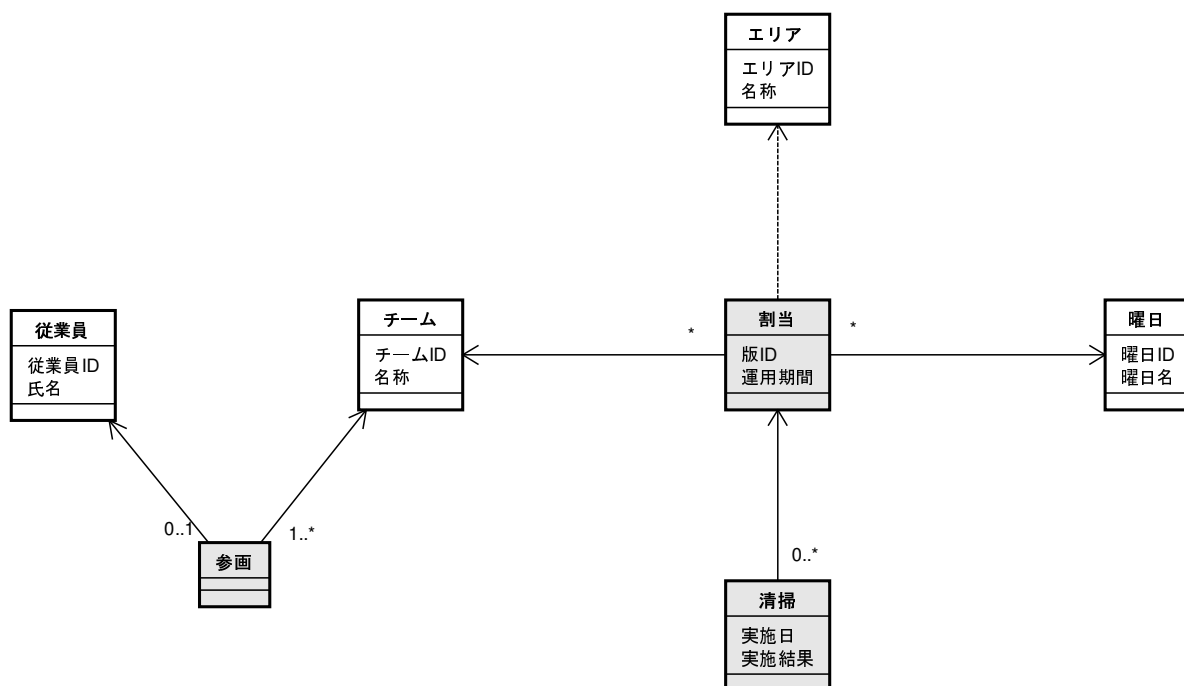 エリア
エリアID
名称
従業員
従業員ID
氏名
チーム
チームID
名称
*
割当
版ID
運用期間
*
曜日
曜日ID
曜日名
0..1
1..*
参画
0..*
清掃
実施日
実施結果